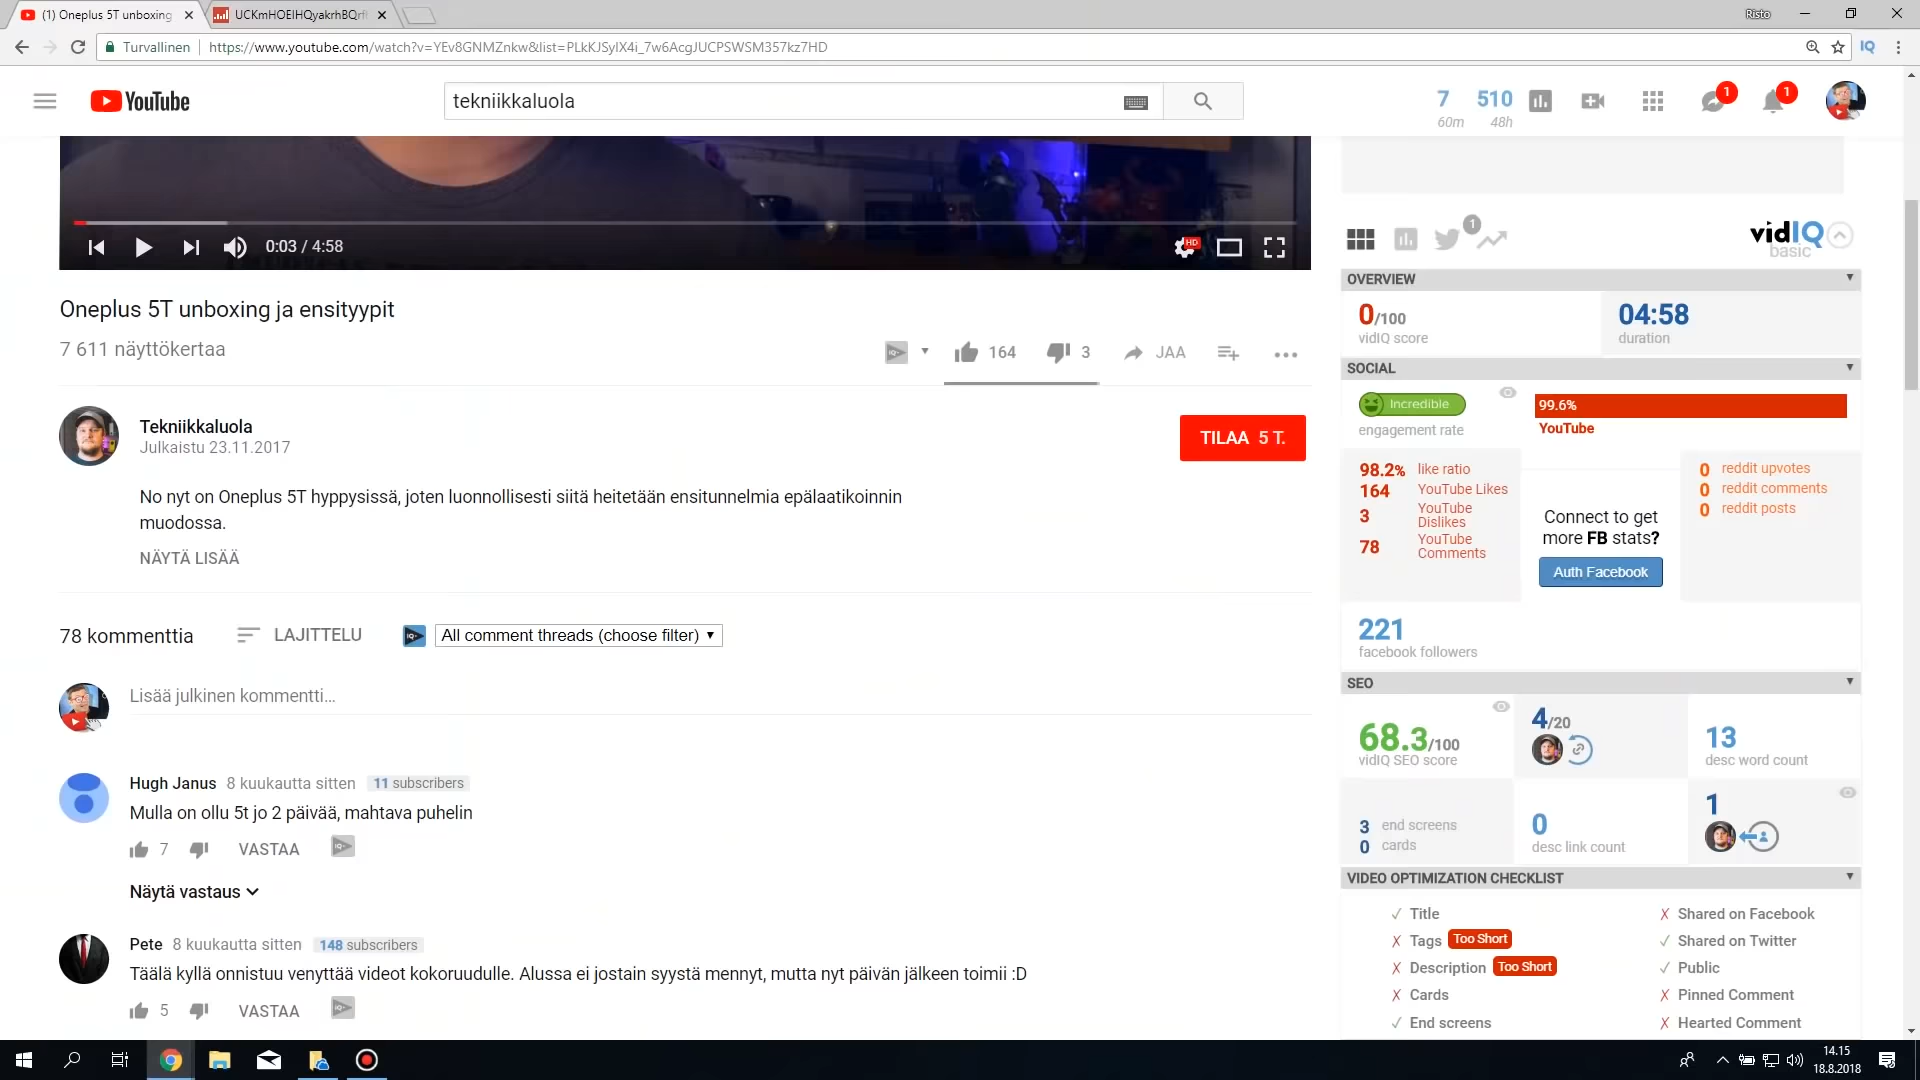 (1) Oneplus 5T unboxing
UCKmHOEIHQyakrhBQrf
Risto
Turvallinen
https://www.youtube.com/watch?v=YEv8GNMZnkw&list=PLkKJSylX4i_7w6AcgJUCPSWSM357kz7HD
IQ
YouTube
tekniikkaluola
7
60m
510
48h
1
1
0:03 / 4:58
HD
Oneplus 5T unboxing ja ensityypit
7 611 näyttökertaa
164
3
JAA
Tekniikkaluola
Julkaistu 23.11.2017
TILAA 5 T.
No nyt on Oneplus 5T hyppysissä, joten luonnollisesti siitä heitetään ensitunnelmia epälaatikoinnin
muodossa.
NÄYTÄ LISÄÄ
78 kommenttia
LAJITTELU
All comment threads (choose filter)
Lisää julkinen kommentti...
Hugh Janus 8 kuukautta sitten 11 subscribers
Mulla on ollu 5t jo 2 päivää, mahtava puhelin
7
VASTAA
Näytä vastaus
Pete 8 kuukautta sitten 148 subscribers
Täälä kyllä onnistuu venyttää videot kokoruudulle. Alussa ei jostain syystä mennyt, mutta nyt päivän jälkeen toimii :D
5
VASTAA
1
vidIQ
basic
OVERVIEW
0/100
vidIQ score
04:58
duration
SOCIAL
Incredible
engagement rate
99.6%
YouTube
98.2% like ratio
164 YouTube Likes
3 YouTube
Dislikes
78 YouTube
Comments
Connect to get
more FB stats?
Auth Facebook
0 reddit upvotes
0 reddit comments
0 reddit posts
221
facebook followers
SEO
68.3/100
vidIQ SEO score
4/20
13
desc word count
3 end screens
0 cards
0
desc link count
1
VIDEO OPTIMIZATION CHECKLIST
Title
Tags Too Short
Description Too Short
Cards
End screens
Shared on Facebook
Shared on Twitter
Public
Pinned Comment
Hearted Comment
14.15
18.8.2018